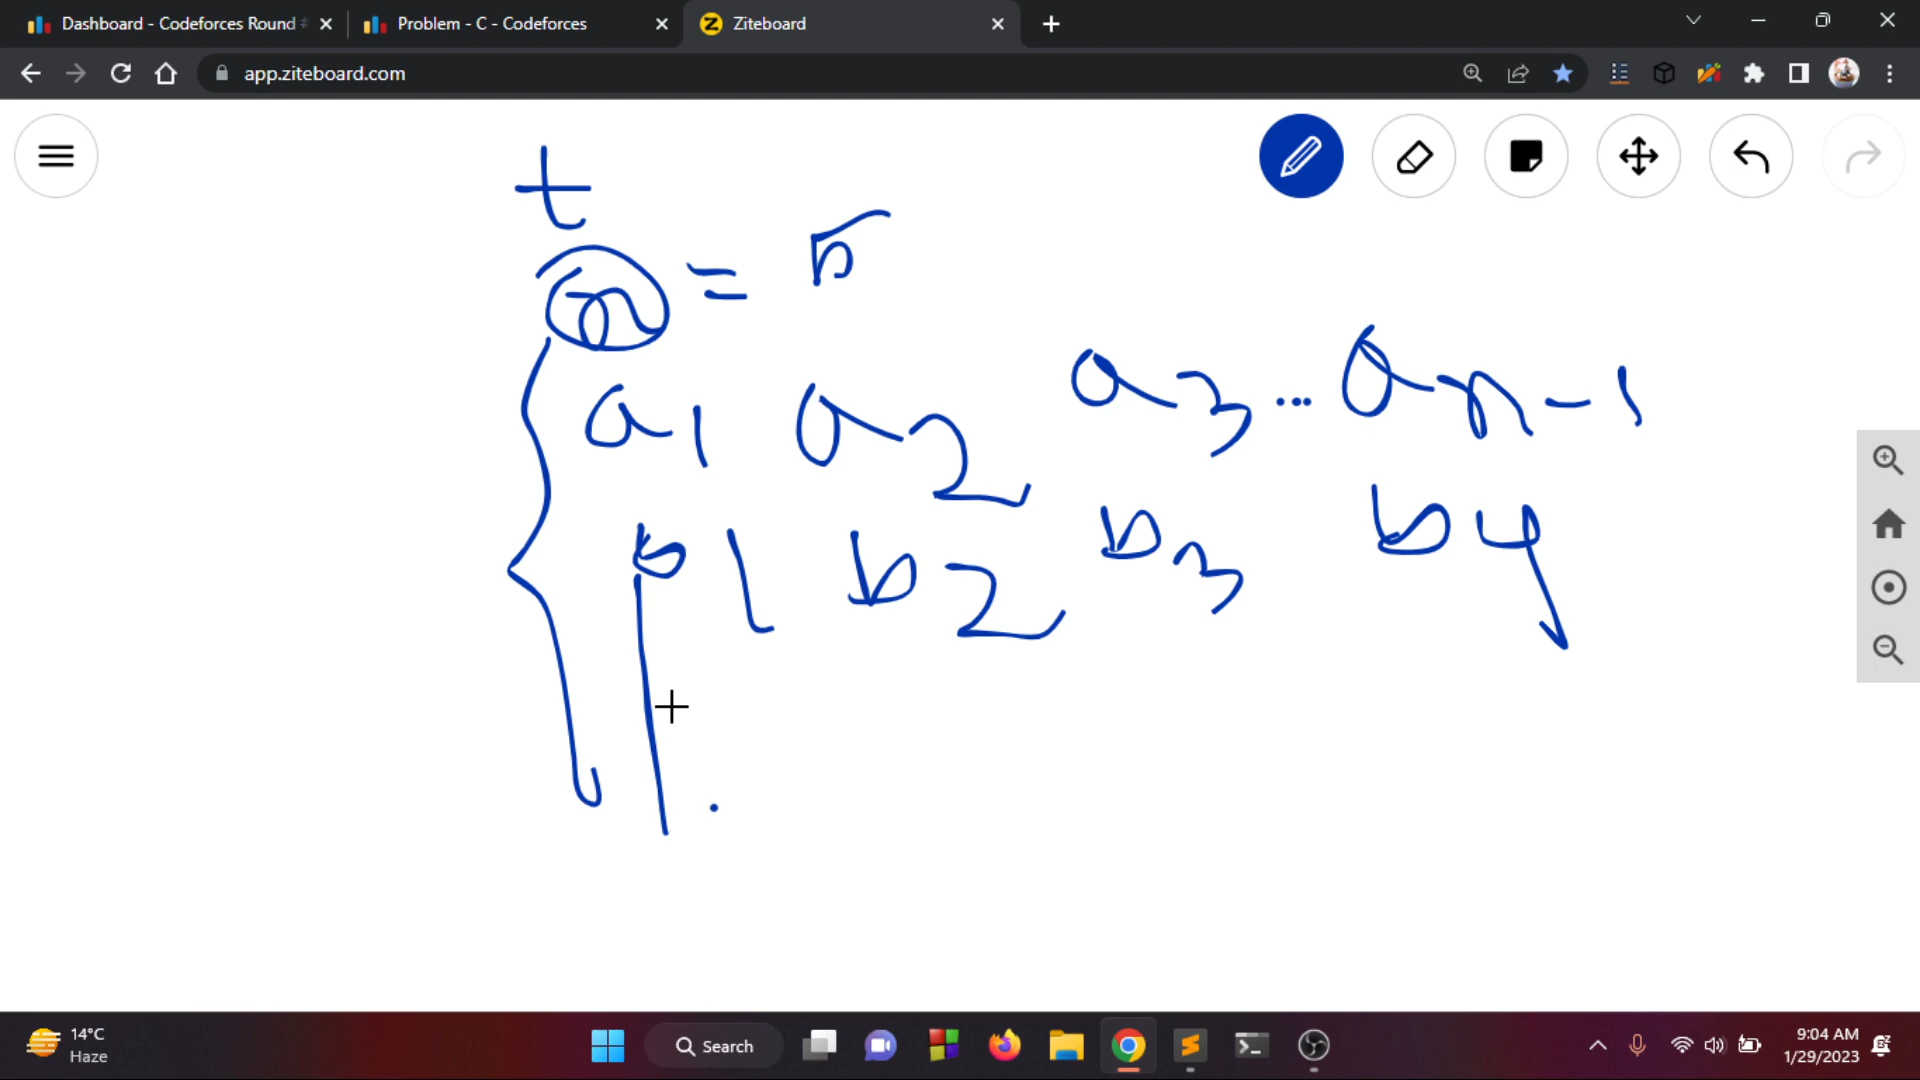 Dashboard - Codeforces Round #
Problem - C - Codeforces
Ziteboard
app.ziteboard.com
t
n = 5
a1 a2 a3 ... an-1
b1 b2 b3 b4
14°C
Haze
Search
9:04 AM
1/29/2023